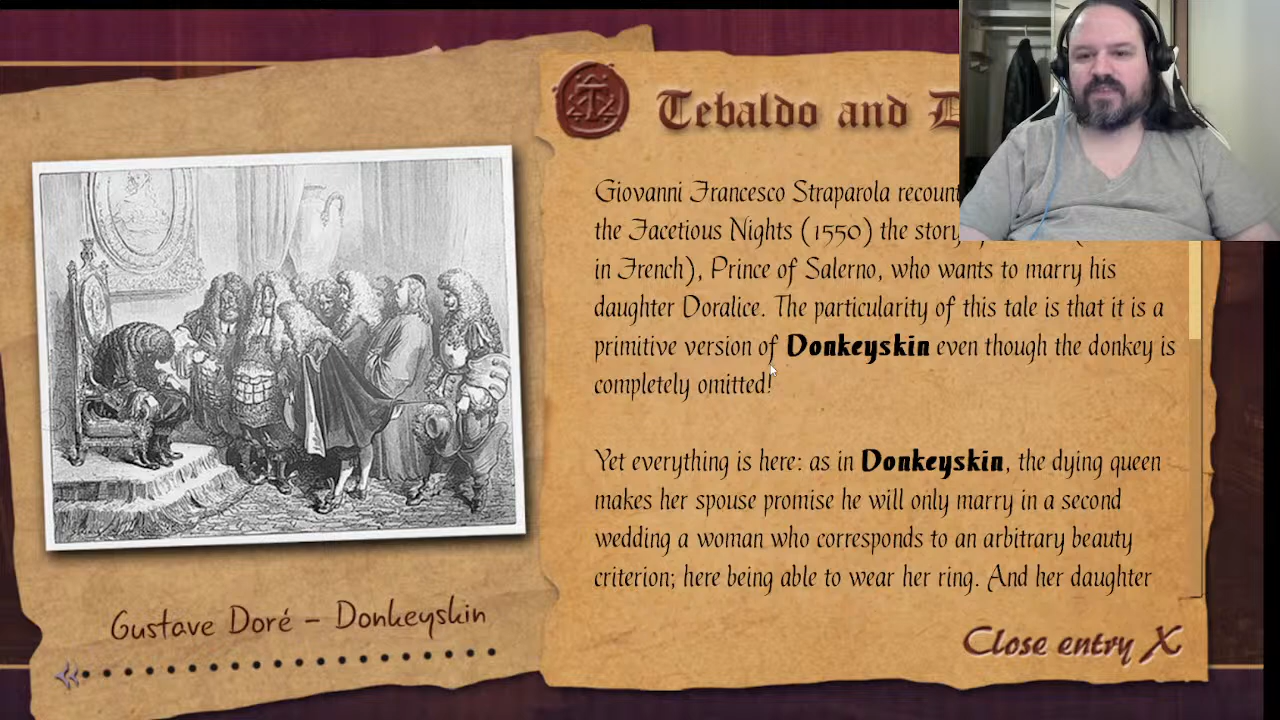 Tebaldo and
Giovanni Francesco Straparola
the Facetious Nights (1550) the story
in French), Prince of Salerno, who wants to marry his
daughter Doralice. The particularity of this tale is that it is a
primitive version of Donkeyskin even though the donkey is
completely omitted!
Yet everything is here: as in Donkeyskin, the dying queen
makes her spouse promise he will only marry in a second
wedding a woman who corresponds to an arbitrary beauty
criterion; here being able to wear her ring. And her daughter
Gustave Doré - Donkeyskin
Close entry X